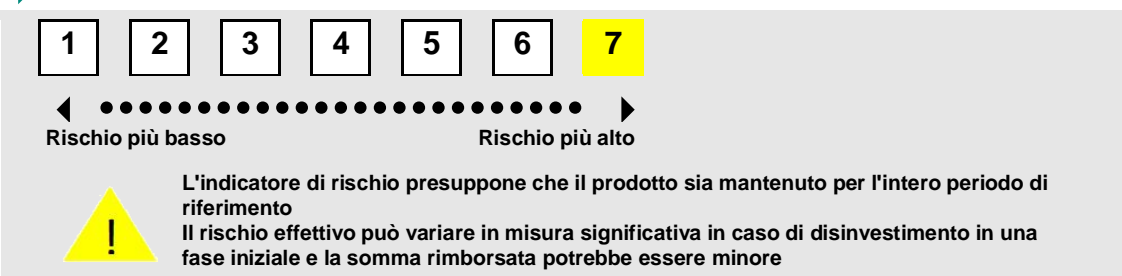 1 2 3 4 5 6 7
Rischio più basso Rischio più alto
L'indicatore di rischio presuppone che il prodotto sia mantenuto per l'intero periodo di
riferimento
Il rischio effettivo può variare in misura significativa in caso di disinvestimento in una
fase iniziale e la somma rimborsata potrebbe essere minore
!